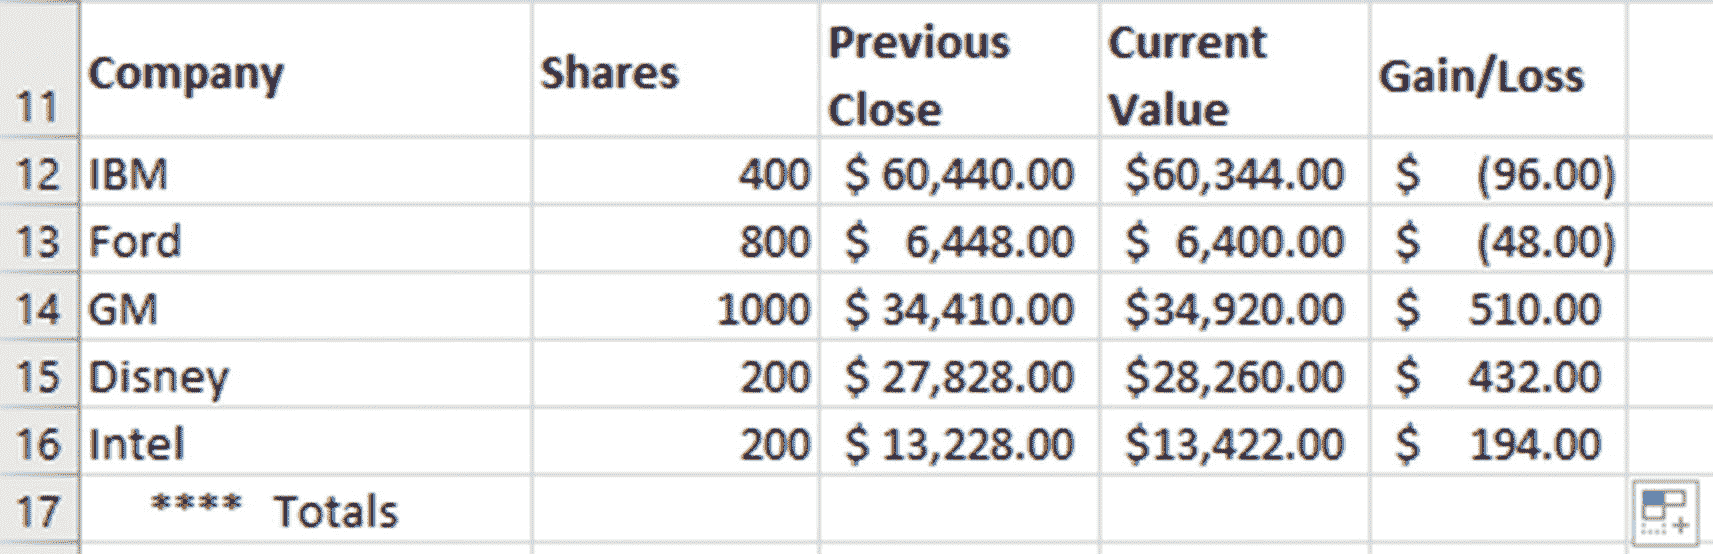 11 Company Shares Previous Close Current Value Gain/Loss
12 IBM 400 $ 60,440.00 $60,344.00 $ (96.00)
13 Ford 800 $ 6,448.00 $ 6,400.00 $ (48.00)
14 GM 1000 $ 34,410.00 $34,920.00 $ 510.00
15 Disney 200 $ 27,828.00 $28,260.00 $ 432.00
16 Intel 200 $ 13,228.00 $13,422.00 $ 194.00
17 **** Totals